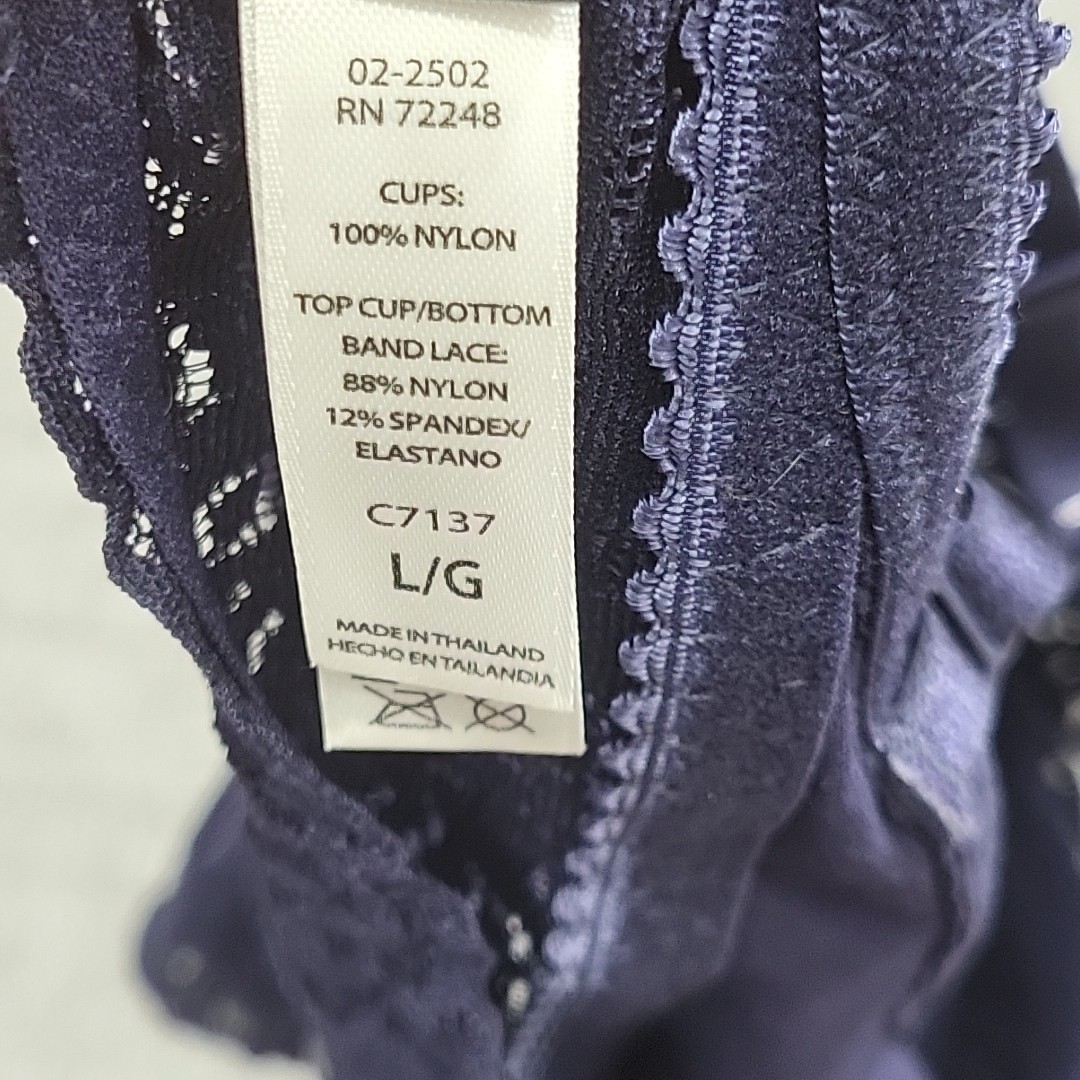 02-2502
RN 72248
CUPS:
100% NYLON
TOP CUP/BOTTOM
BAND LACE:
88% NYLON
12% SPANDEX/
ELASTANO
C7137
L/G
MADE IN THAILAND
HECHO EN TAILANDIA